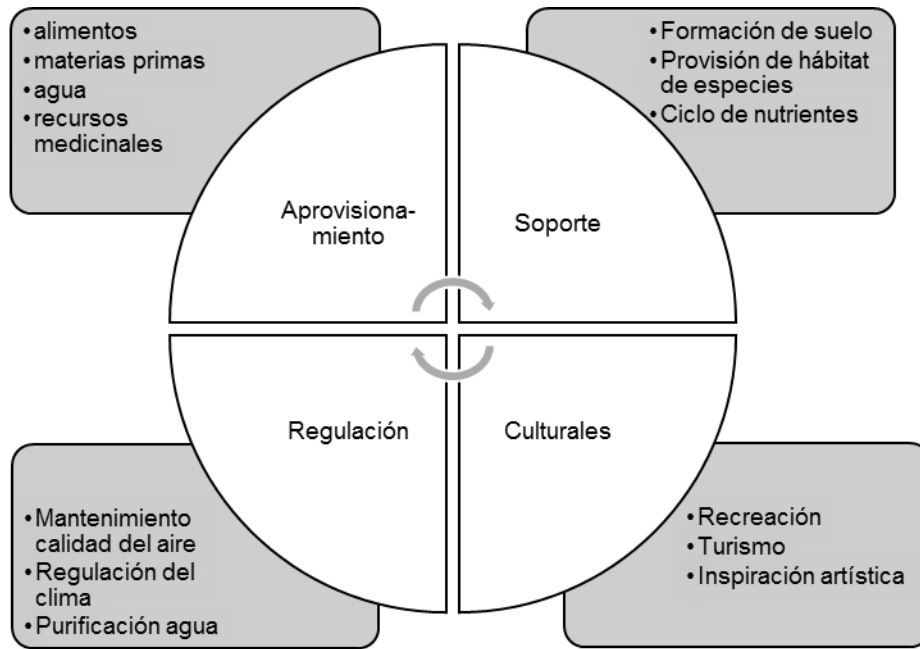 •alimentos
•materias primas
•agua
•recursos
medicinales
•Formación de suelo
•Provisión de hábitat
de especies
•Ciclo de nutrientes
Aprovisiona-
miento
Soporte
Regulación
Culturales
•Mantenimiento
calidad del aire
•Regulación del
clima
•Purificación agua
•Recreación
•Turismo
•Inspiración artística